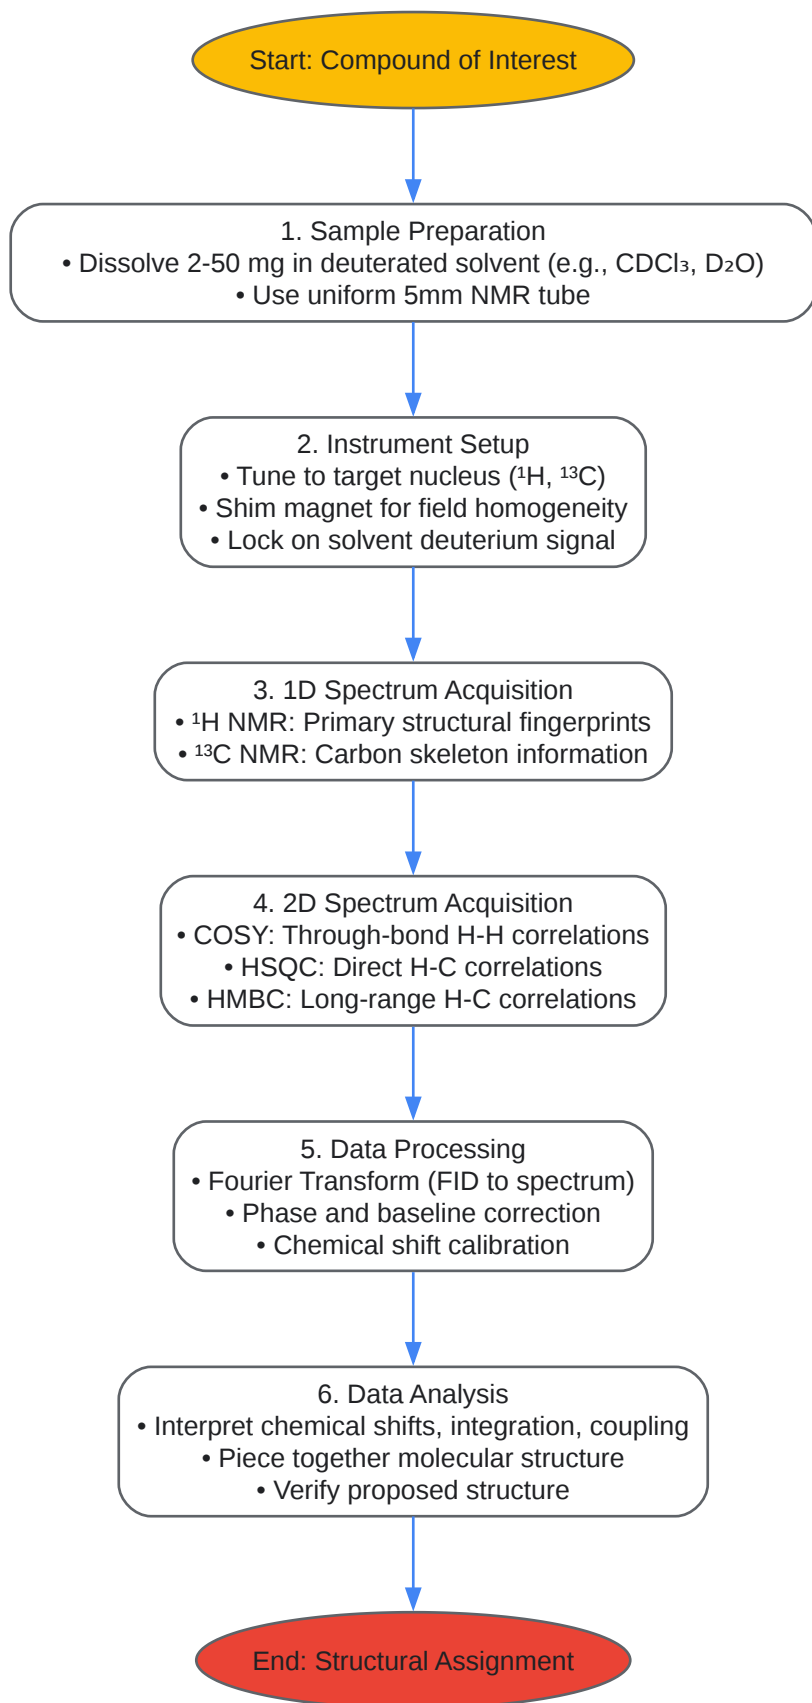 Start: Compound of Interest
1. Sample Preparation
• Dissolve 2-50 mg in deuterated solvent (e.g., CDCl₃, D₂O)
• Use uniform 5mm NMR tube
2. Instrument Setup
• Tune to target nucleus (¹H, ¹³C)
• Shim magnet for field homogeneity
• Lock on solvent deuterium signal
3. 1D Spectrum Acquisition
• ¹H NMR: Primary structural fingerprints
• ¹³C NMR: Carbon skeleton information
4. 2D Spectrum Acquisition
• COSY: Through-bond H-H correlations
• HSQC: Direct H-C correlations
• HMBC: Long-range H-C correlations
5. Data Processing
• Fourier Transform (FID to spectrum)
• Phase and baseline correction
• Chemical shift calibration
6. Data Analysis
• Interpret chemical shifts, integration, coupling
• Piece together molecular structure
• Verify proposed structure
End: Structural Assignment